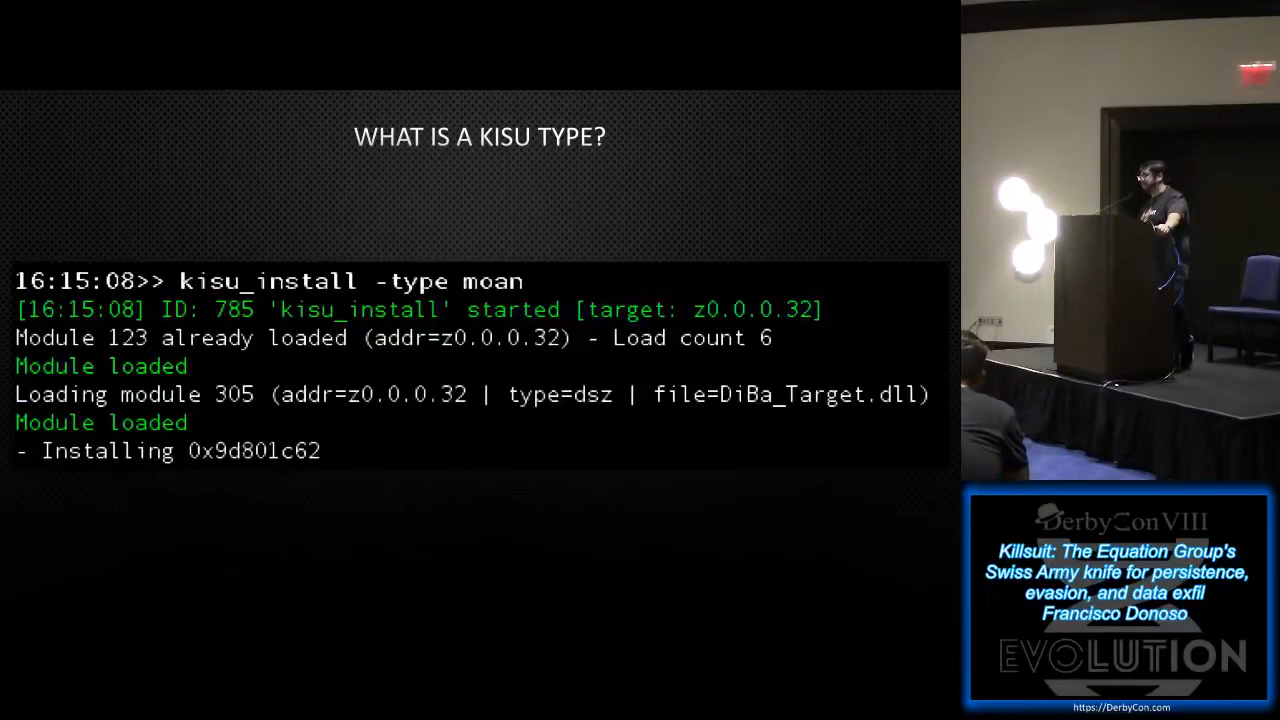 WHAT IS A KISU TYPE?
16:15:08>> kisu_install -type moan
[16:15:08] ID: 785 'kisu_install' started [target: z0.0.0.32]
Module 123 already loaded (addr=z0.0.0.32) - Load count 6
Module loaded
Loading module 305 (addr=z0.0.0.32 | type=dsz | file=DiBa_Target.dll)
Module loaded
- Installing 0x9d801c62
DerbyCon VIII
Killsuit: The Equation Group's
Swiss Army knife for persistence,
evasion, and data exfil
Francisco Donoso
EVOLUTION
https://DerbyCon.com